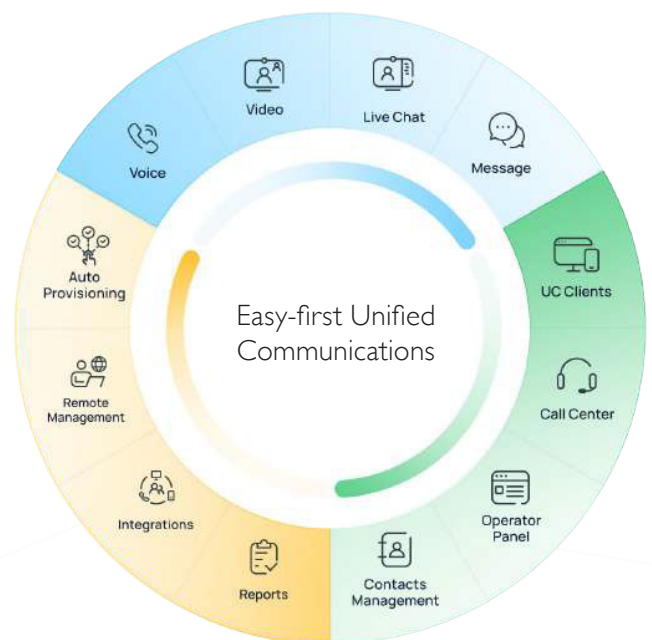 Video
Live Chat
Voice
Message
Auto
Provisioning
UC Clients
Easy-first Unified
Communications
Remote
Management
Call Center
Integrations
Operator
Panel
Reports
Contacts
Management